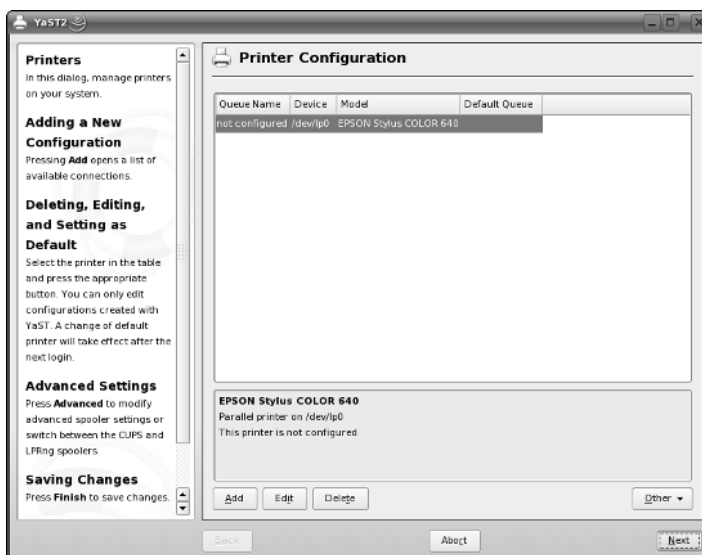 YaST2
Printers
In this dialog, manage printers
on your system.
Adding a New
Configuration
Pressing Add opens a list of
available connections.
Deleting, Editing,
and Setting as
Default
Select the printer in the table
and press the appropriate
button. You can only edit
configurations created with
YaST. A change of default
printer will take effect after the
next login.
Advanced Settings
Press Advanced to modify
advanced spooler settings or
switch between the CUPS and
LPRng spoolers.
Saving Changes
Press Finish to save changes.
Printer Configuration
Queue Name Device Model Default Queue
not configured /dev/lp0 EPSON Stylus COLOR 640
EPSON Stylus COLOR 640
Parallel printer on /dev/lp0
This printer is not configured
Add Edit Delete Other
Back Abort Next